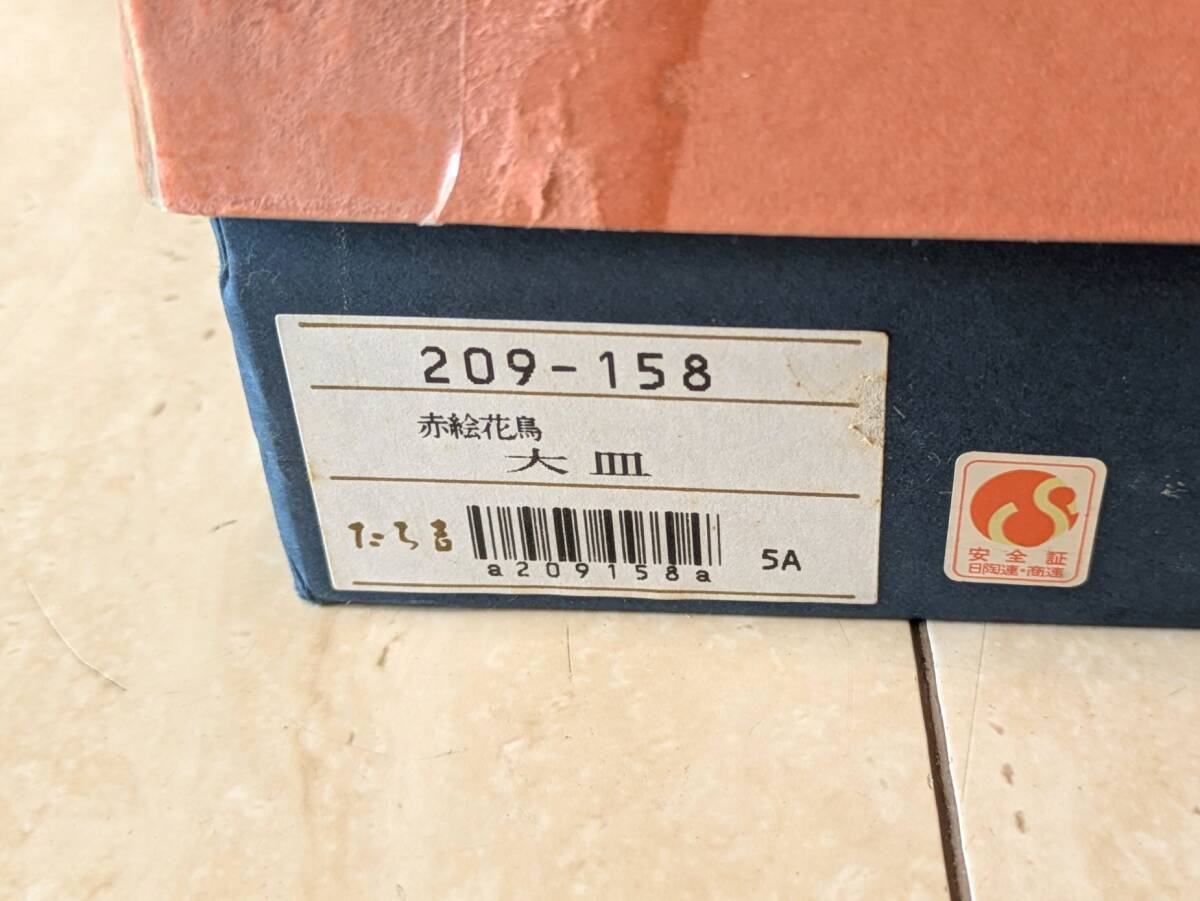 209-158
赤絵花鳥
大皿
たち吉
a209158a
5A
安全証
日陶連・商連